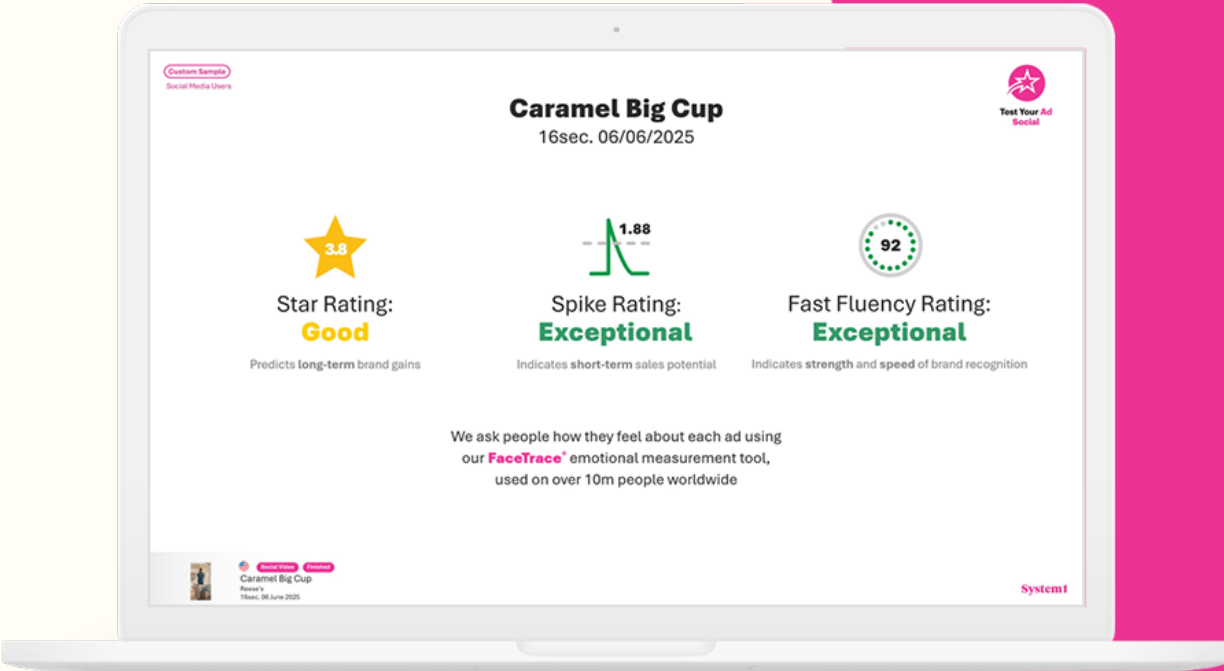 Custom Sample
Social Media Users
Test Your Ad
Social
Caramel Big Cup
16sec. 06/06/2025
3.8
Star Rating:
Good
Predicts long-term brand gains
1.88
Spike Rating:
Exceptional
Indicates short-term sales potential
92
Fast Fluency Rating:
Exceptional
Indicates strength and speed of brand recognition
We ask people how they feel about each ad using
our FaceTrace® emotional measurement tool,
used on over 10m people worldwide
Social Video Finished
Caramel Big Cup
Reese's
16sec. 06 June 2025
System1